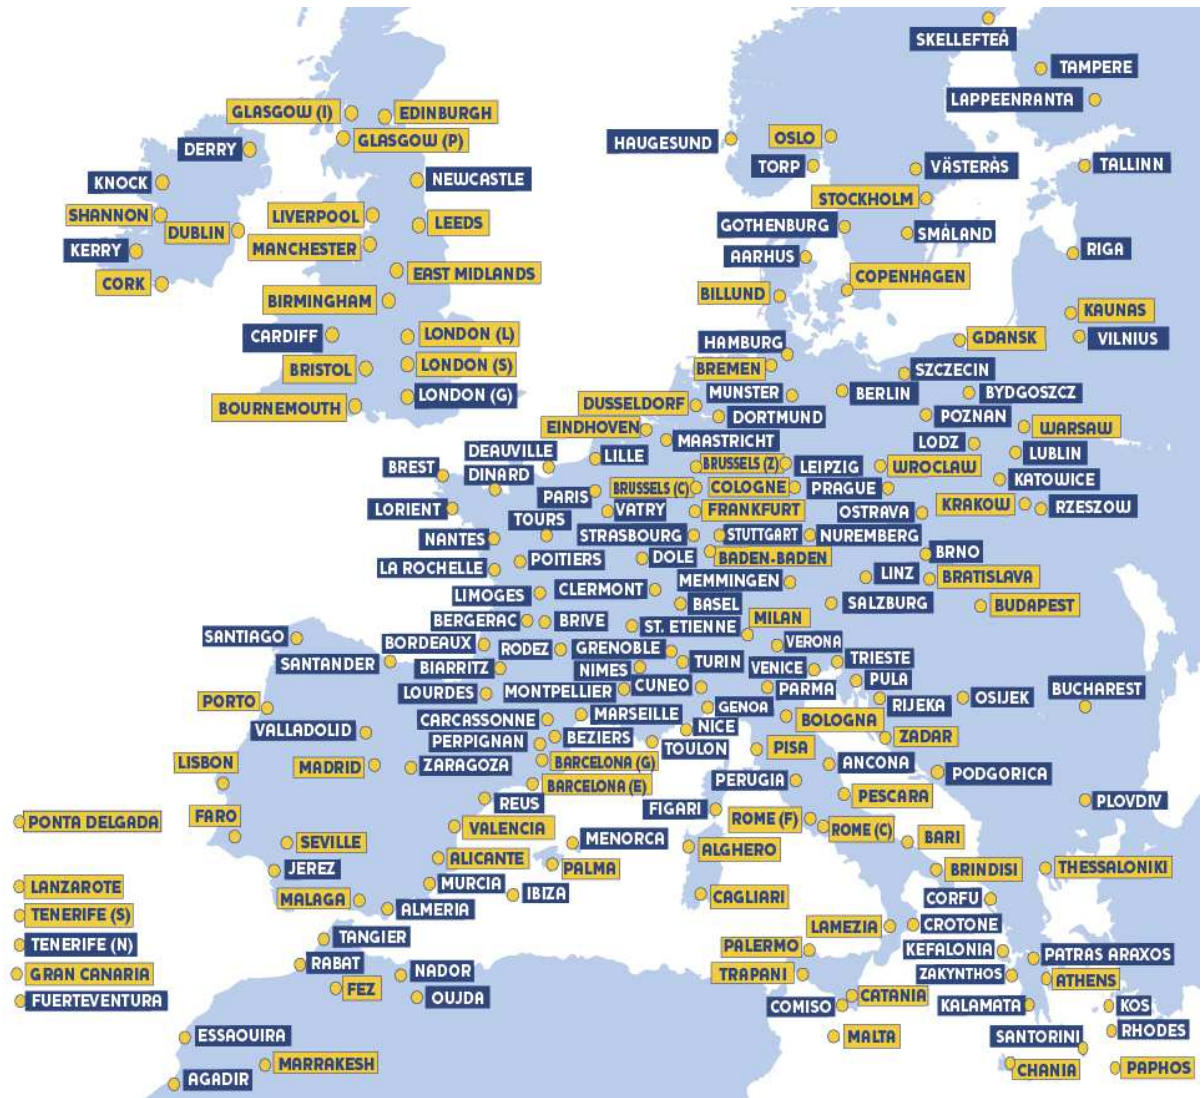 SKELLEFTEÅ
TAMPERE
LAPPEENRANTA
GLASGOW (I)
EDINBURGH
GLASGOW (P)
HAUGESUND
OSLO
DERRY
TORP
VÄSTERÅS
TALLINN
KNOCK
NEWCASTLE
STOCKHOLM
SHANNON
LIVERPOOL
LEEDS
GOTHENBURG
SMÅLAND
DUBLIN
KERRY
MANCHESTER
AARHUS
RIGA
CORK
EAST MIDLANDS
COPENHAGEN
BIRMINGHAM
BILLUND
KAUNAS
CARDIFF
LONDON (L)
HAMBURG
GDANSK
VILNIUS
BRISTOL
LONDON (S)
BREMEN
SZCZECIN
BOURNEMOUTH
LONDON (G)
DUSSELDORF
MUNSTER
BERLIN
BYDGOSZCZ
DORTMUND
POZNAN
WARSAW
EINDHOVEN
MAASTRICHT
LODZ
LUBLIN
DEAUVILLE
LILLE
BREST
DINARD
BRUSSELS (Z)
LEIPZIG
WROCLAW
KATOWICE
PARIS
BRUSSELS (C)
COLOGNE
PRAGUE
KRAKOW
RZESZOW
LORIENT
TOURS
VATRY
FRANKFURT
OSTRAVA
NANTES
STRASBOURG
STUTTGART
NUREMBERG
BRNO
LA ROCHELLE
POITIERS
DOLE
BADEN-BADEN
LINZ
BRATISLAVA
LIMOGES
CLERMONT
MEMMINGEN
BASEL
SALZBURG
BUDAPEST
BERGERAC
BRIVE
ST. ETIENNE
MILAN
SANTIAGO
BORDEAUX
RODEZ
GRENOBLE
VERONA
SANTANDER
BIARRITZ
NIMES
TURIN
VENICE
TRIESTE
PULA
LOURDES
MONTPELLIER
CUNEO
PARMA
RIJEKA
OSIJEK
BUCHAREST
PORTO
CARCASSONNE
MARSEILLE
GENOA
NICE
BOLOGNA
VALLADOLID
PERPIGNAN
BEZIERS
TOULON
PISA
ZADAR
LISBON
MADRID
ZARAGOZA
BARCELONA (G)
ANCONA
PODGORICA
BARCELONA (E)
PERUGIA
PESCARA
PLOVDIV
REUS
FIGARI
PONTA DELGADA
FARO
VALENCIA
ROME (F)
ROME (C)
SEVILLE
MENORCA
ALGHERO
BARI
JEREZ
ALICANTE
PALMA
BRINDISI
THESSALONIKI
LANZAROTE
MALAGA
MURCIA
IBIZA
CAGLIARI
CORFU
TENERIFE (S)
ALMERIA
LAMEZIA
CROTONE
TENERIFE (N)
TANGIER
PALERMO
KEFALONIA
PATRAS ARAXOS
GRAN CANARIA
RABAT
NADOR
TRAPANI
ZAKYNTHOS
ATHENS
FUERTEVENTURA
FEZ
OUJDA
COMISO
CATANIA
KALAMATA
KOS
ESSAOUIRA
MALTA
SANTORINI
RHODES
MARRAKESH
CHANIA
PAPHOS
AGADIR